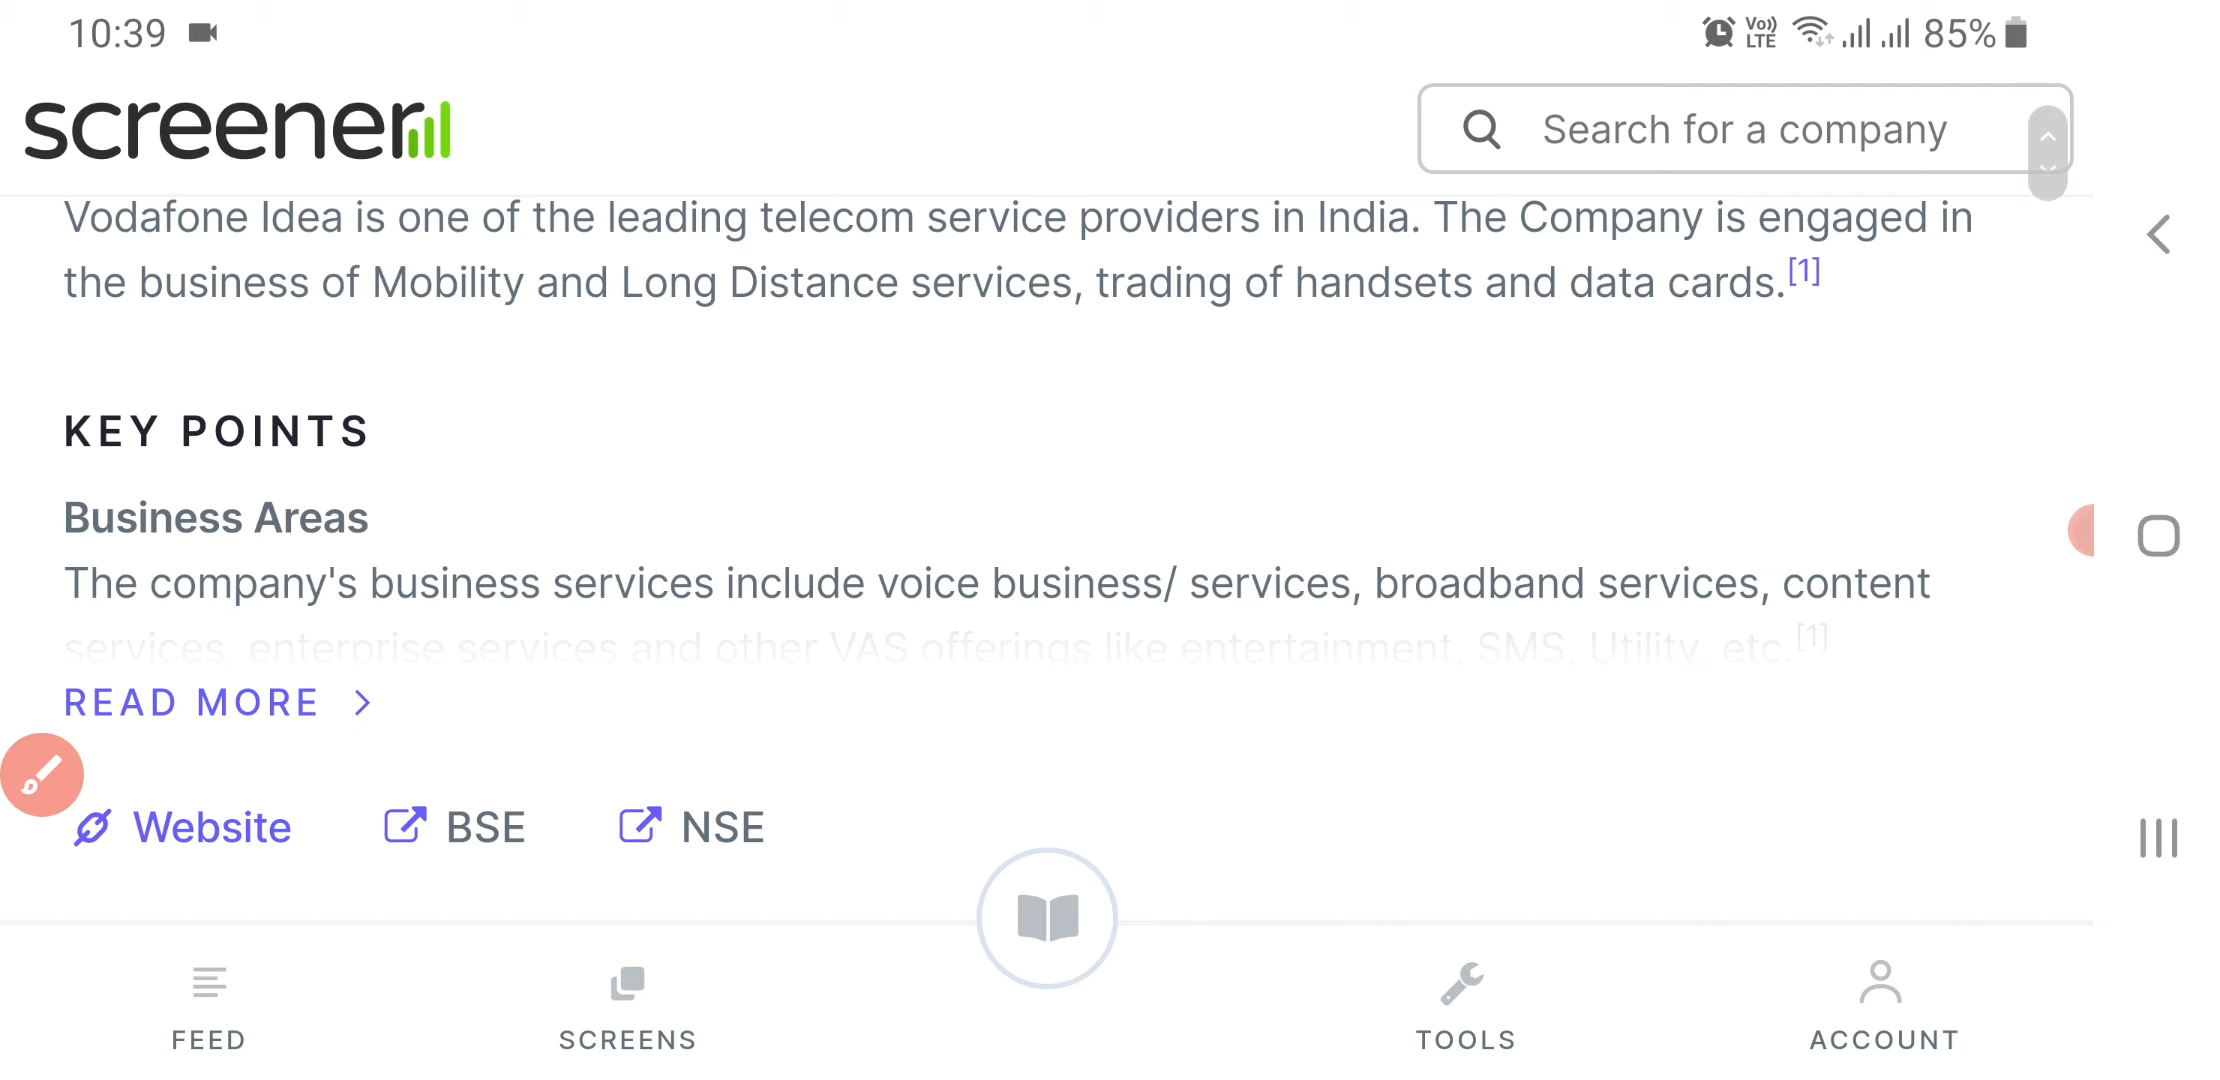 10:39
Vo)) LTE 85%
screener
Search for a company
Vodafone Idea is one of the leading telecom service providers in India. The Company is engaged in
the business of Mobility and Long Distance services, trading of handsets and data cards.[1]
KEY POINTS
Business Areas
The company's business services include voice business/ services, broadband services, content
services, enterprise services and other VAS offerings like entertainment, SMS, Utility, etc.[1]
READ MORE >
Website BSE NSE
FEED SCREENS TOOLS ACCOUNT